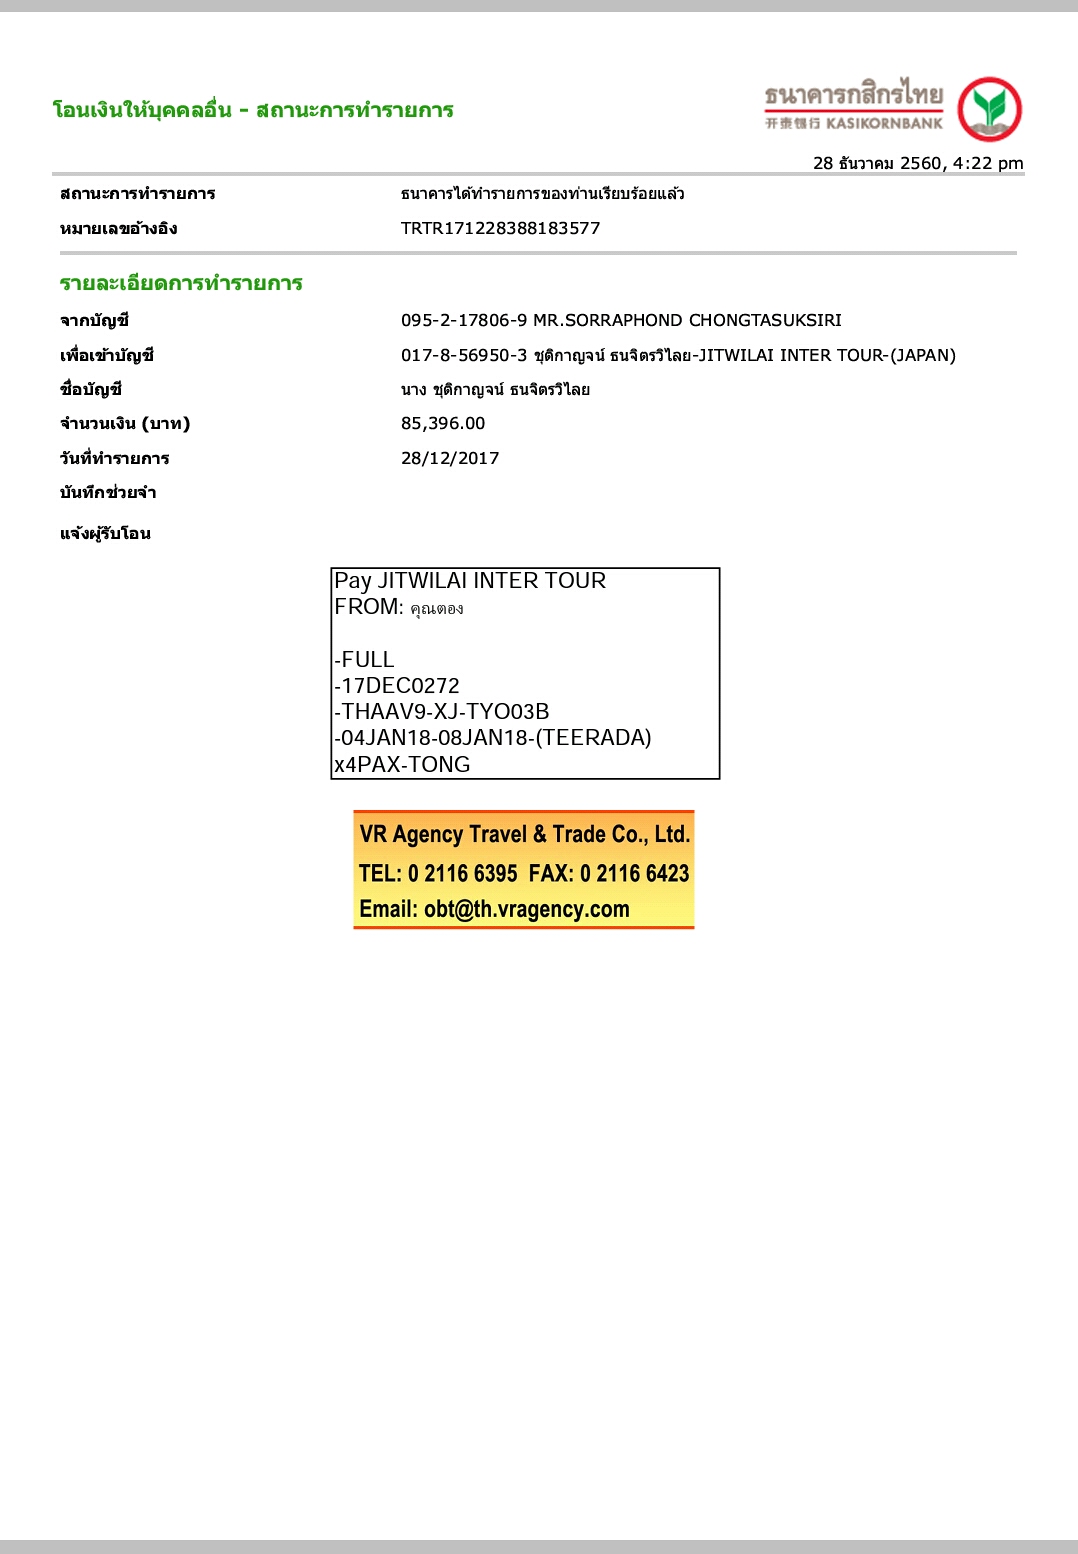 ธนาคารกสิกรไทย
开泰银行 KASIKORNBANK
โอนเงินให้บุคคลอื่น - สถานะการทำรายการ
28 ธันวาคม 2560, 4:22 pm
สถานะการทำรายการ ธนาคารได้ทำรายการของท่านเรียบร้อยแล้ว
หมายเลขอ้างอิง TRTR171228388183577
รายละเอียดการทำรายการ
จากบัญชี 095-2-17806-9 MR.SORRAPHOND CHONGTASUKSIRI
เพื่อเข้าบัญชี 017-8-56950-3 ชุติกาญจน์ ธนจิตรวิไลย-JITWILAI INTER TOUR-(JAPAN)
ชื่อบัญชี นาง ชุติกาญจน์ ธนจิตรวิไลย
จำนวนเงิน (บาท) 85,396.00
วันที่ทำรายการ 28/12/2017
บันทึกช่วยจำ
แจ้งผู้รับโอน
Pay JITWILAI INTER TOUR
FROM: คุณตอง
-FULL
-17DEC0272
-THAAV9-XJ-TYO03B
-04JAN18-08JAN18-(TEERADA)
x4PAX-TONG
VR Agency Travel & Trade Co., Ltd.
TEL: 0 2116 6395 FAX: 0 2116 6423
Email: obt@th.vragency.com